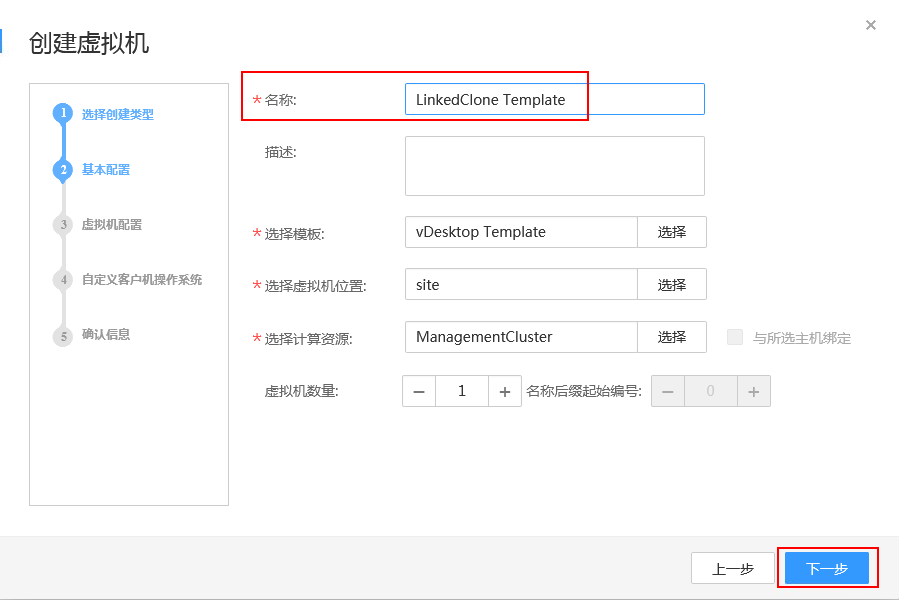 创建虚拟机
×
1 选择创建类型
2 基本配置
3 虚拟机配置
4 自定义客户机操作系统
5 确认信息
* 名称: LinkedClone Template
描述:
* 选择模板: vDesktop Template 选择
* 选择虚拟机位置: site 选择
* 选择计算资源: ManagementCluster 选择 与所选主机绑定
虚拟机数量: − 1 + 名称后缀起始编号: − 0 +
上一步 下一步